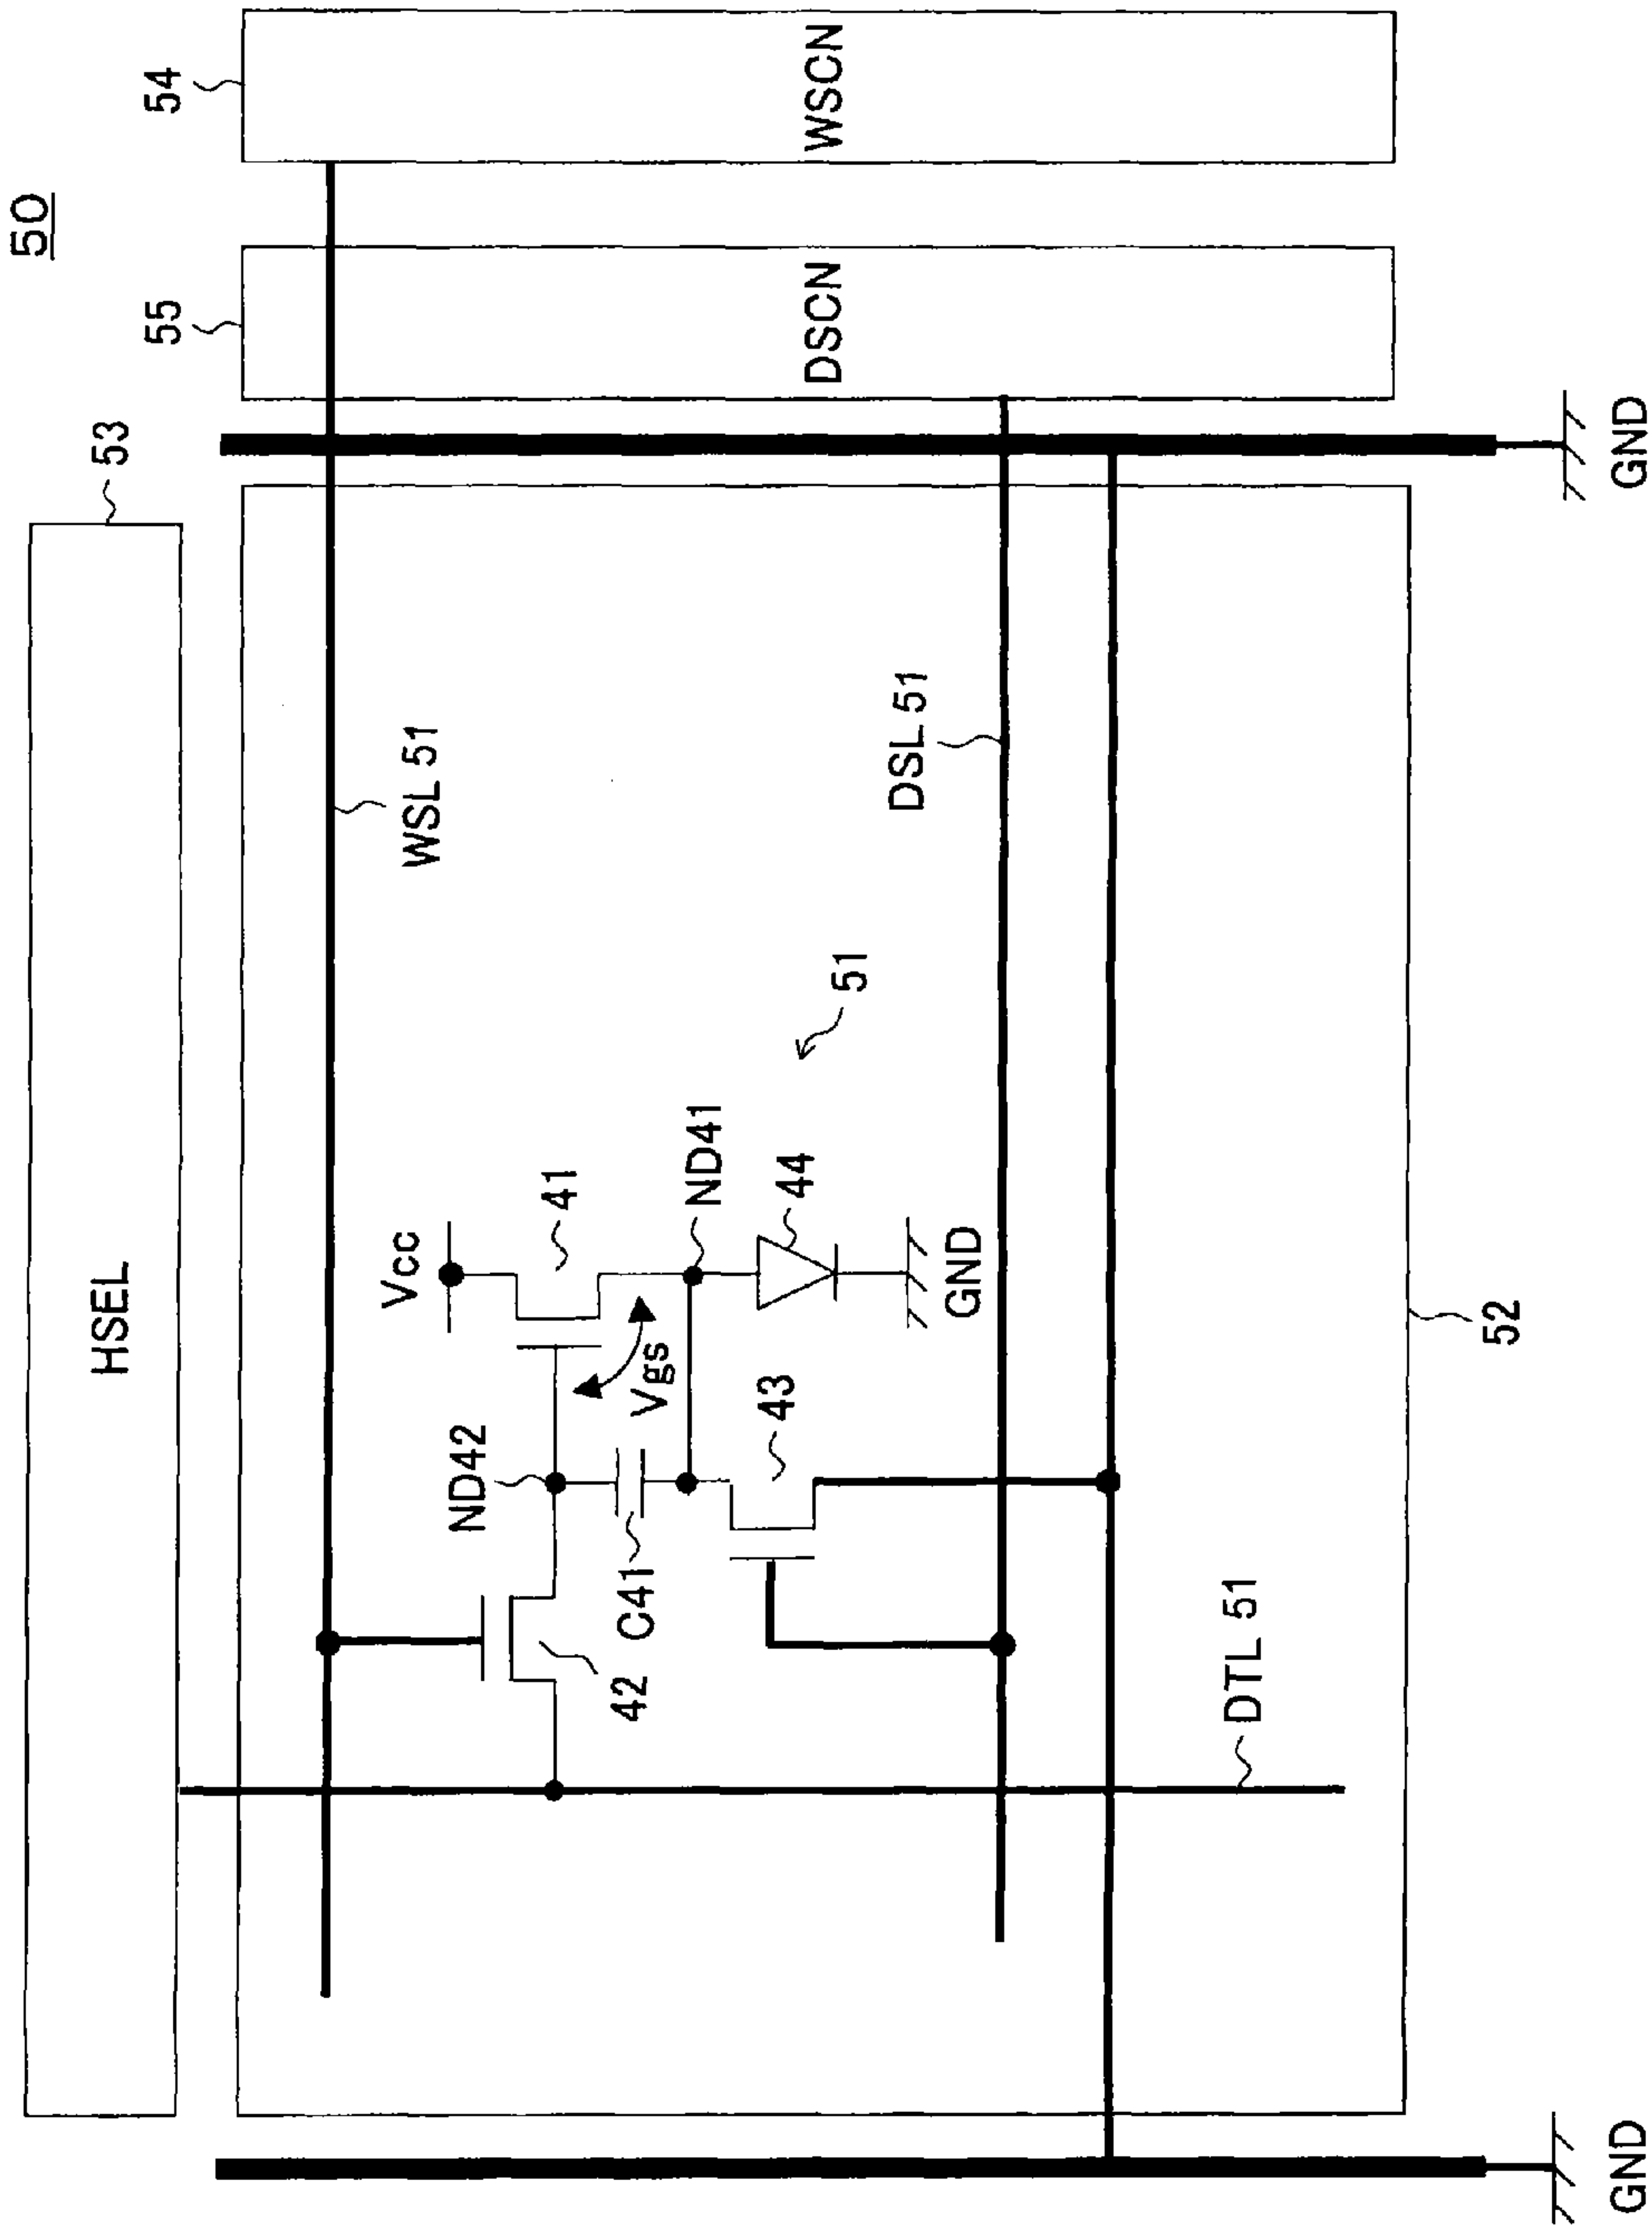 50
HSEL
53
54
55
WSCN
DSCN
WSL 51
Vcc
41
ND42
Vgs
ND41
42
C41
43
44
GND
51
DSL 51
DTL 51
52
GND
GND